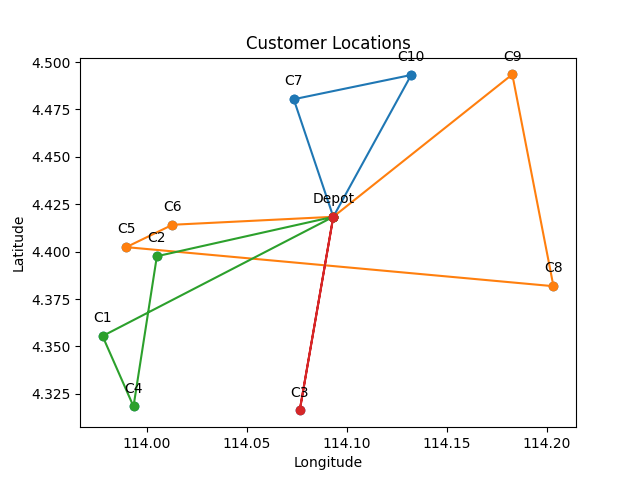 Customer Locations
4.500
4.475
4.450
4.425
4.400
4.375
4.350
4.325
Latitude
C10
C9
C7
Depot
C6
C5
C2
C8
C1
C4
C3
114.00
114.05
114.10
114.15
114.20
Longitude